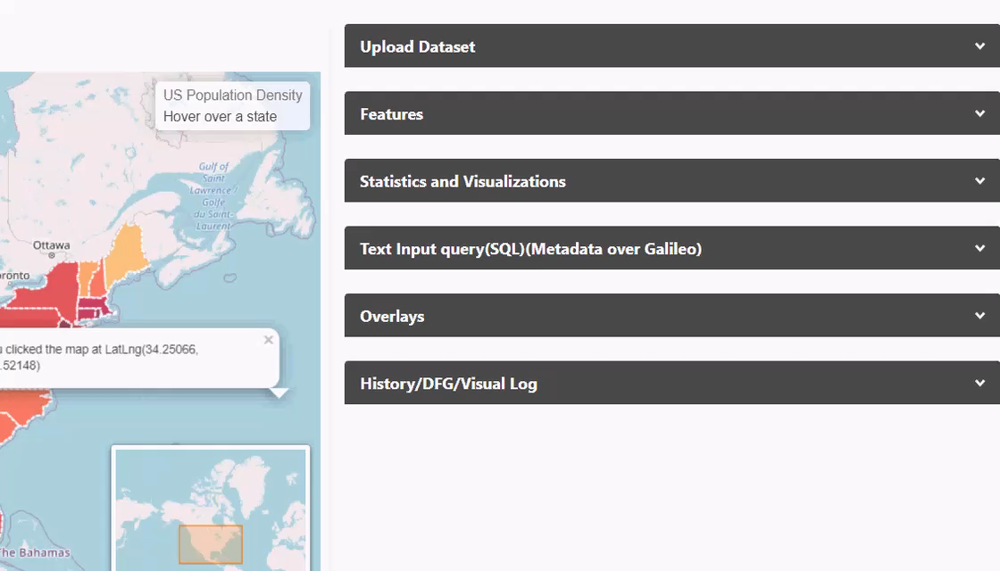 US Population Density
Hover over a state
Gulf of
Saint
Lawrence /
Golfe
du Saint-
Laurent
Ottawa
oronto
u clicked the map at LatLng(34.25066,
.52148)
The Bahamas
Upload Dataset
Features
Statistics and Visualizations
Text Input query(SQL)(Metadata over Galileo)
Overlays
History/DFG/Visual Log